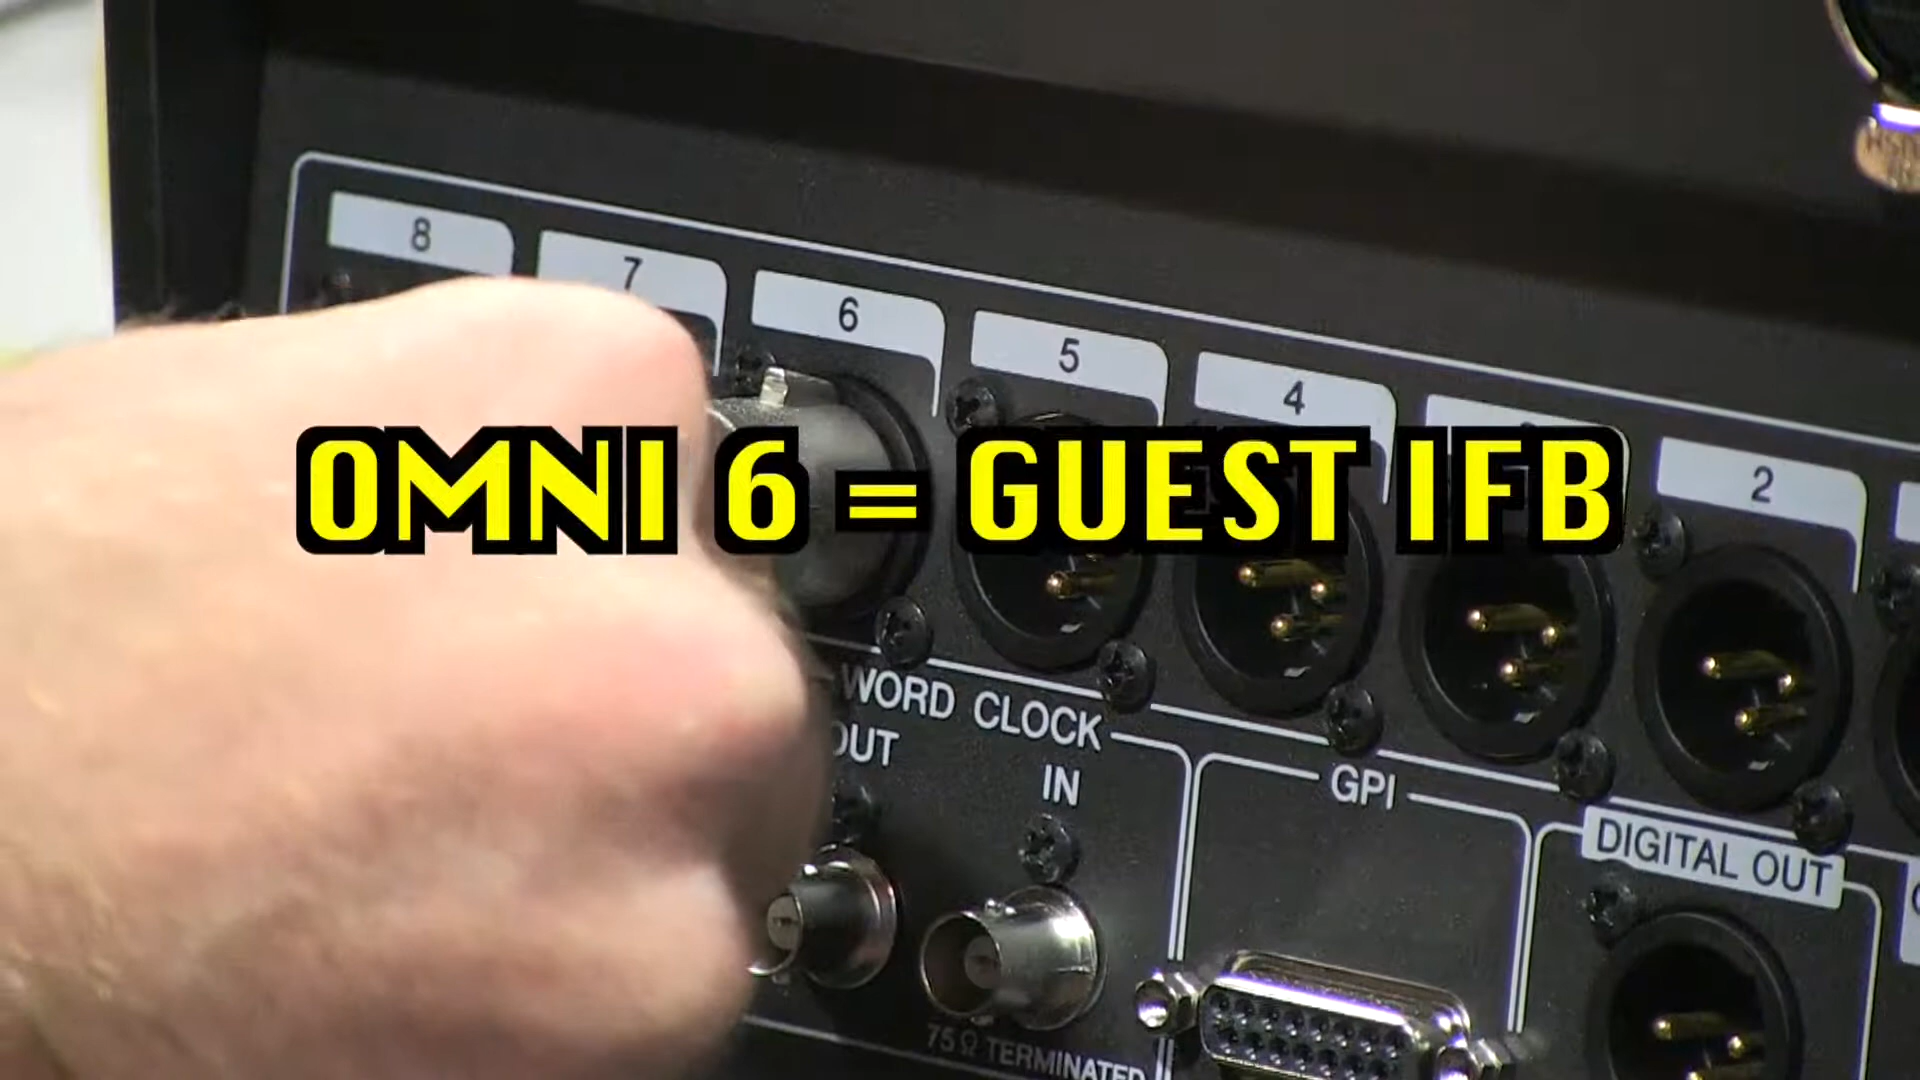 8
7
6
5
4
2
OMNI 6 = GUEST IFB
WORD CLOCK
OUT
IN
GPI
DIGITAL OUT
75Ω TERMINATED